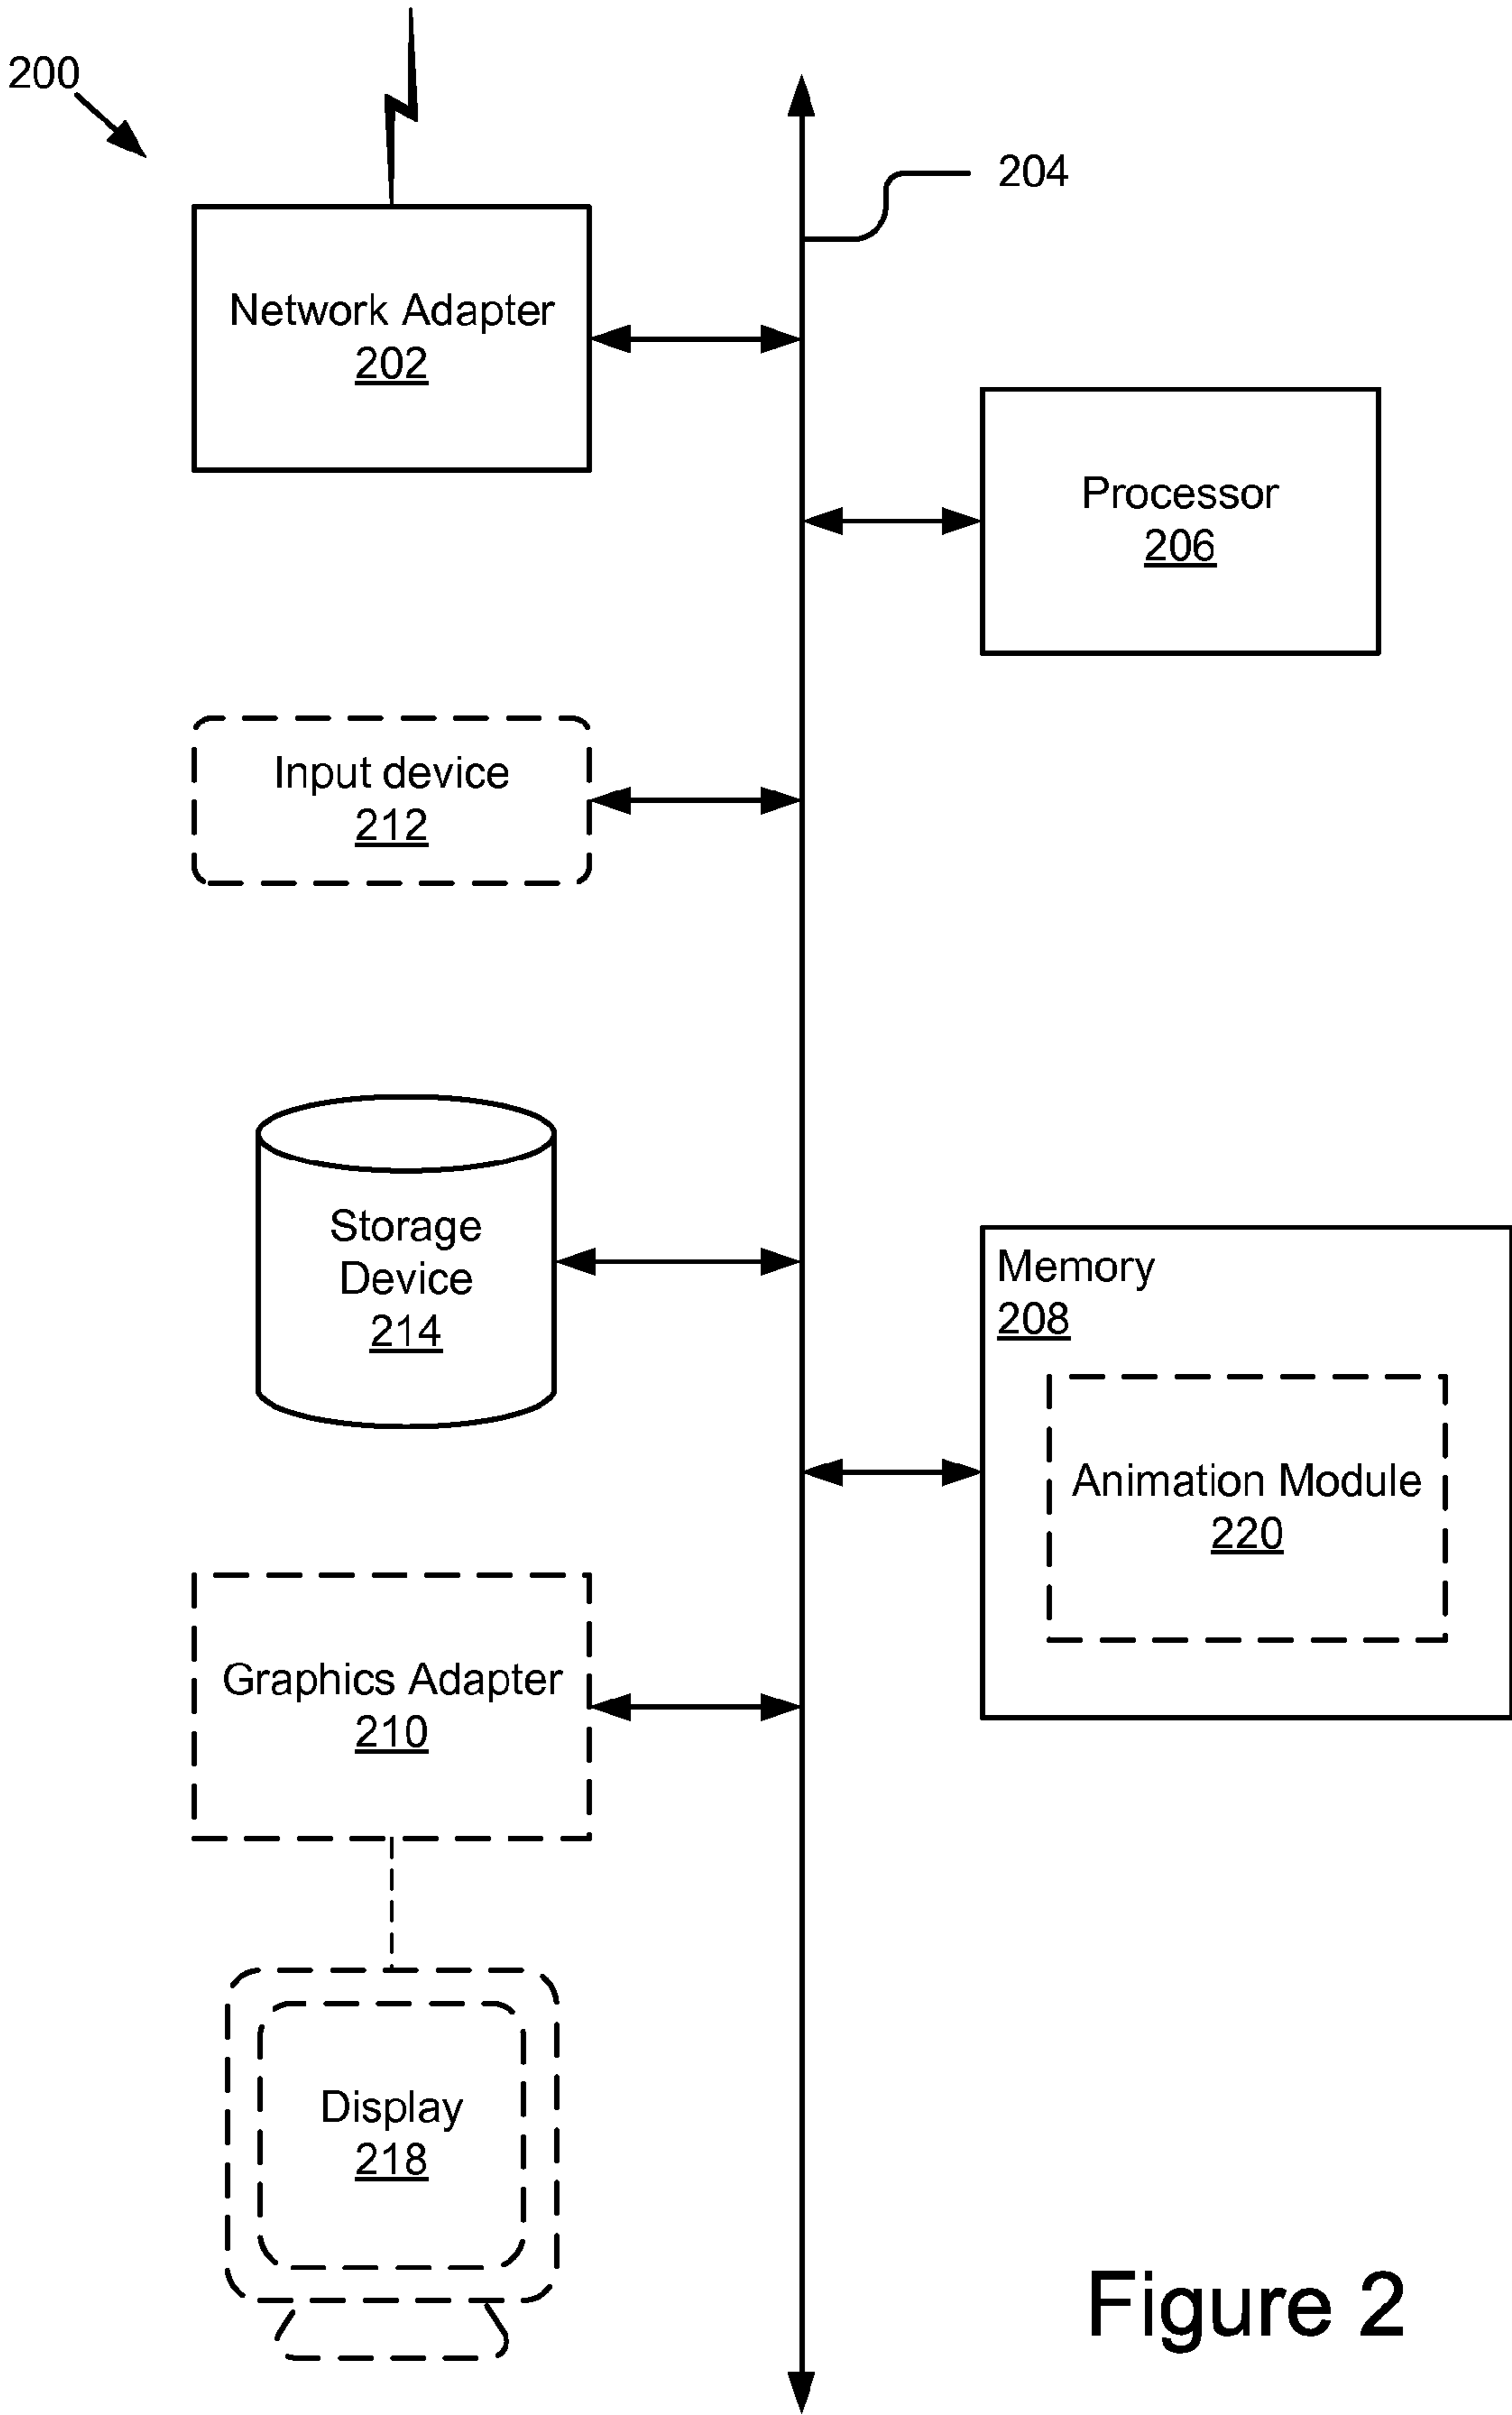 200
204
Network Adapter
202
Processor
206
Input device
212
Storage
Device
214
Memory
208
Animation Module
220
Graphics Adapter
210
Display
218
Figure 2